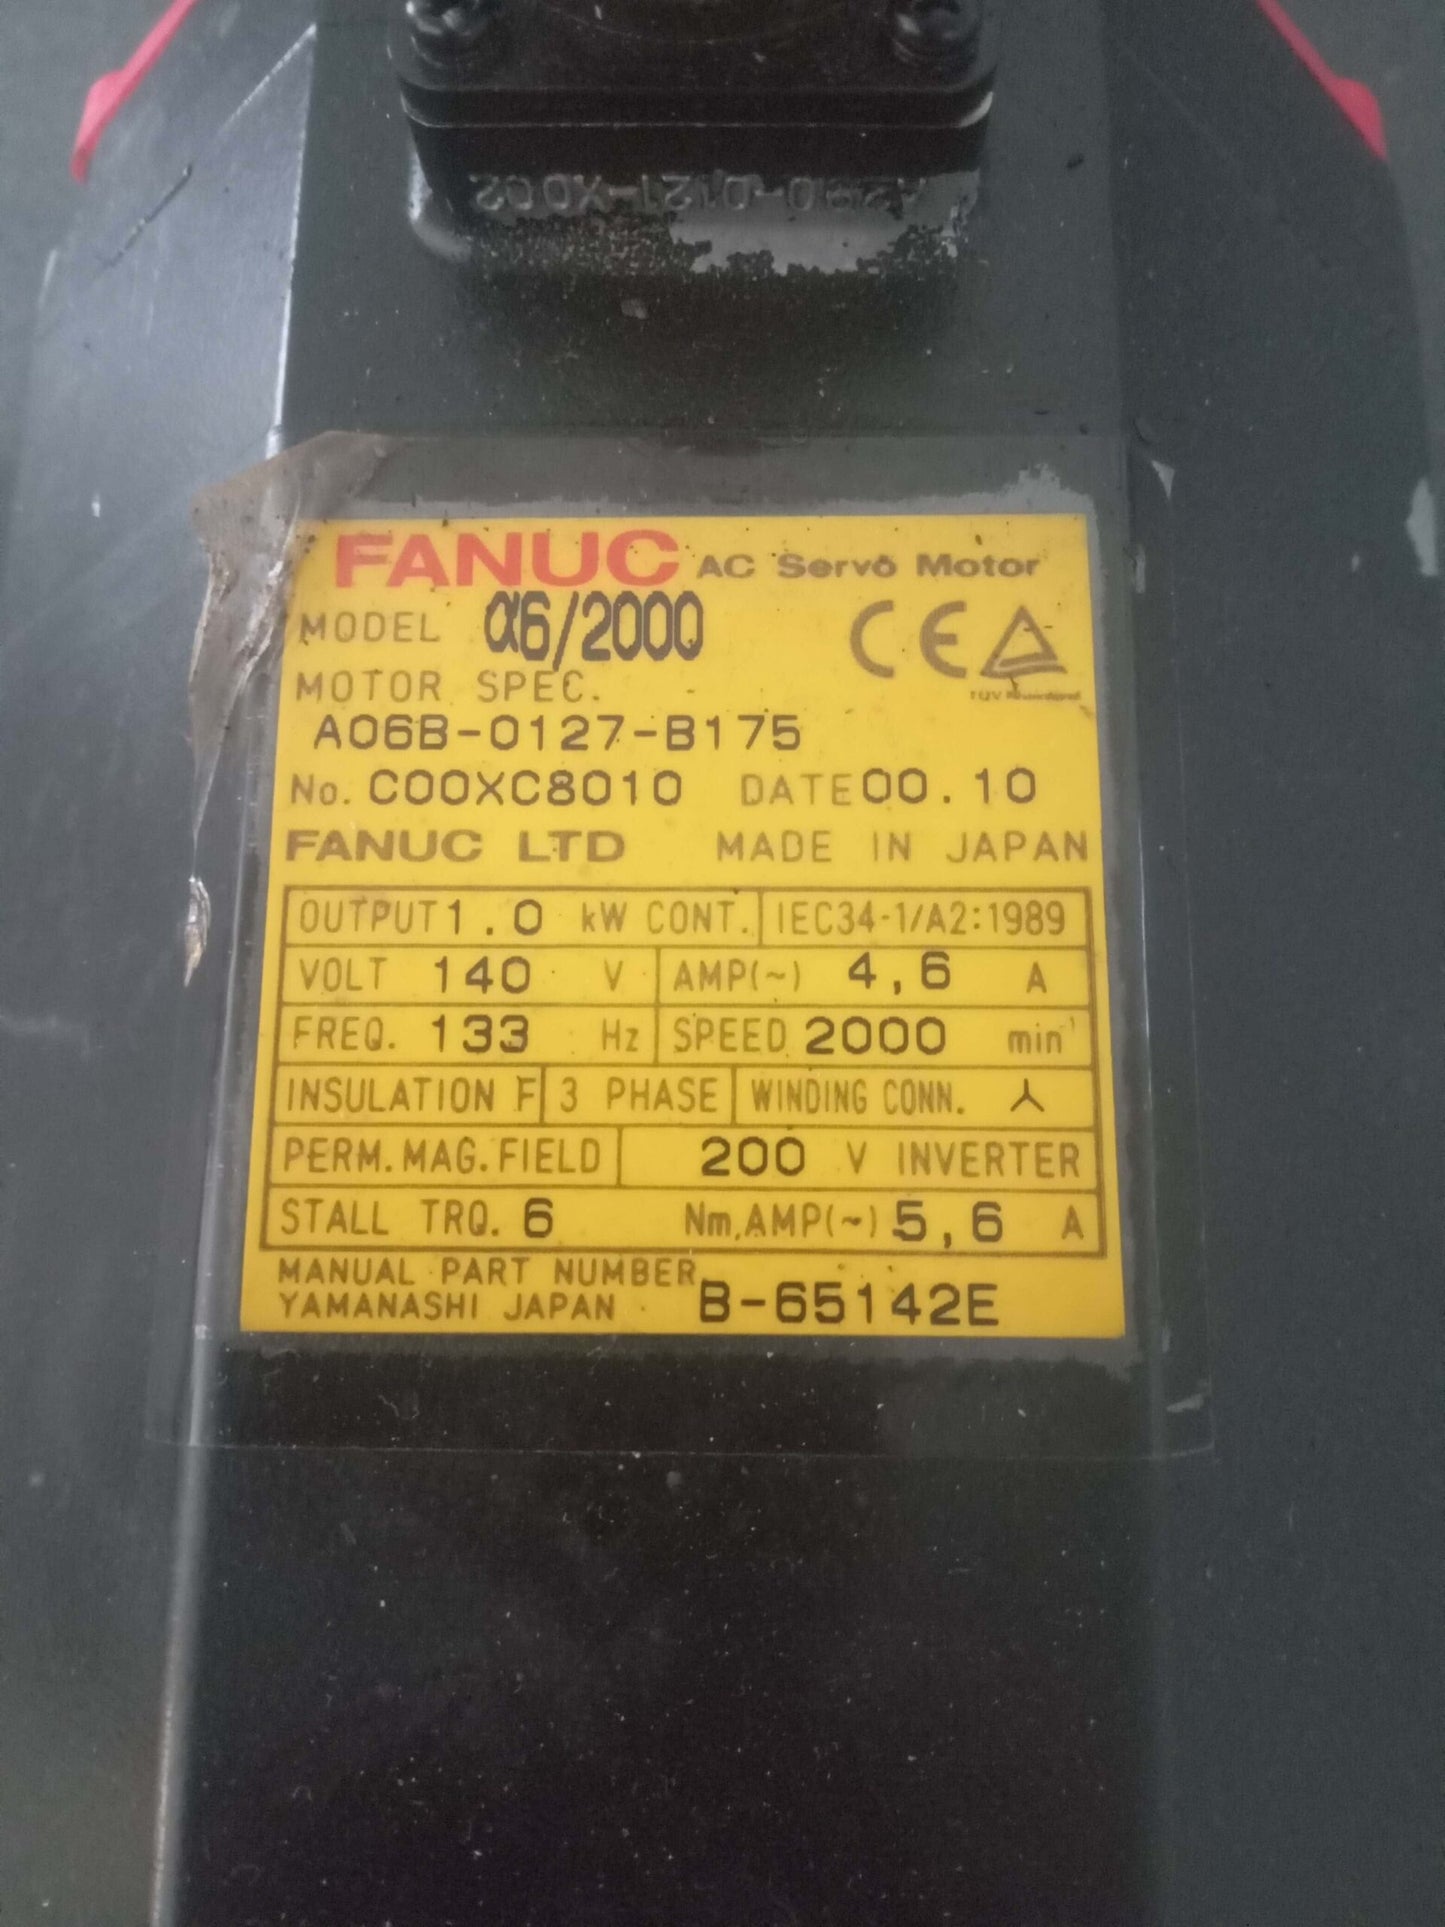 A290-0121-X002
FANUC AC Servo Motor
MODEL α6/2000
CE
TÜV
MOTOR SPEC.
A06B-0127-B175
No. C00XC8010 DATE 00.10
FANUC LTD MADE IN JAPAN
OUTPUT 1.0 kW CONT. IEC34-1/A2:1989
VOLT 140 V AMP(~) 4,6 A
FREQ. 133 Hz SPEED 2000 min⁻¹
INSULATION F 3 PHASE WINDING CONN. ⅄
PERM.MAG.FIELD 200 V INVERTER
STALL TRQ. 6 Nm,AMP(~) 5,6 A
MANUAL PART NUMBER
YAMANASHI JAPAN B-65142E